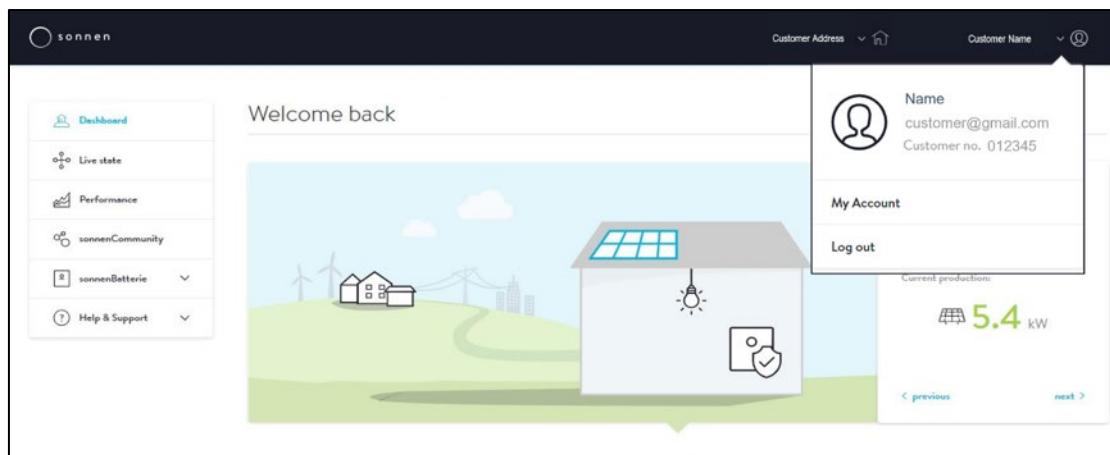 sonnen
Customer Address
Customer Name
Name
customer@gmail.com
Customer no. 012345
My Account
Log out
Dashboard
Live state
Performance
sonnenCommunity
sonnenBatterie
Help & Support
Welcome back
Current production:
5.4 kW
< previous
next >